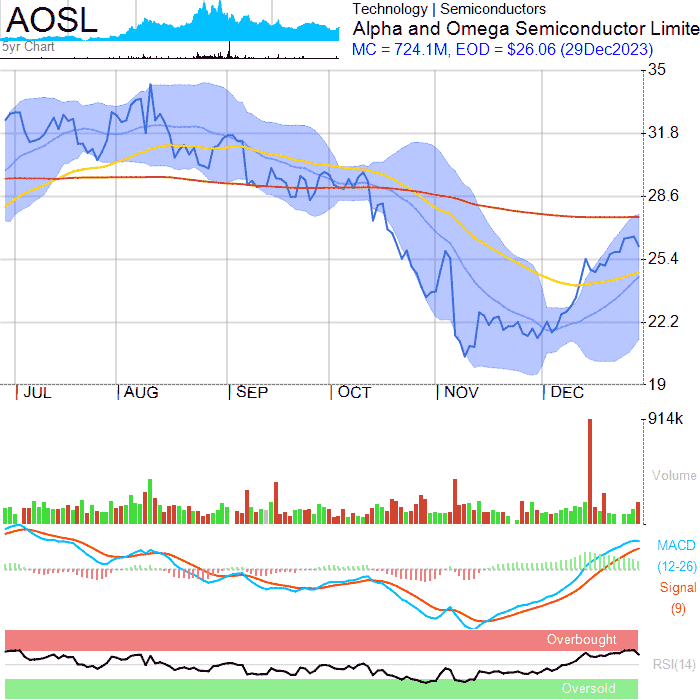 AOSL
5yr Chart
Technology | Semiconductors
Alpha and Omega Semiconductor Limite
MC = 724.1M, EOD = $26.06 (29Dec2023)
35
31.8
28.6
25.4
22.2
19
JUL AUG SEP OCT NOV DEC
914k
Volume
MACD
(12-26)
Signal
(9)
Overbought
RSI(14)
Oversold